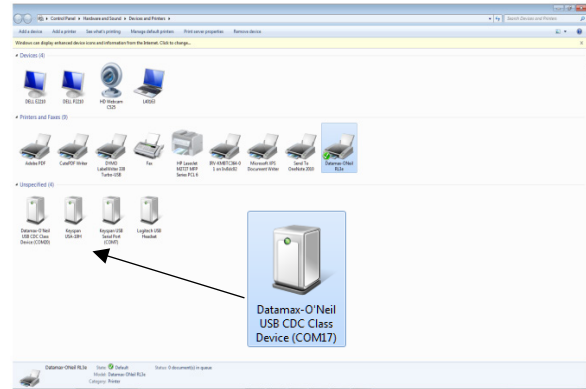 Control Panel ▸ Hardware and Sound ▸ Devices and Printers ▸
Search Devices and Printers
Add a device Add a printer See what's printing Manage default printers Print server properties Remove device
Windows can display enhanced device icons and information from the Internet. Click to change...
Devices (4)
DELL E2210
HD Webcam
C525
Printers and Faxes (9)
Adobe PDF
CutePDF Writer
DYMO
LabelWriter 330
Turbo-USB
Fax
HP LaserJet
M2727 MFP
Series PCL 6
Microsoft XPS
Document Writer
Send To
OneNote 2010
Datamax-O'Neil
RL3e
Unspecified (4)
Datamax-O'Neil
USB CDC Class
Keyspan
USA-19H
Keyspan USB
Serial Port
Logitech USB
Headset
Datamax-O'Neil
USB CDC Class
Device (COM17)
Datamax-O'Neil RL3e State: Default Status: 0 document(s) in queue
Model: Datamax-O'Neil RL3e
Category: Printer